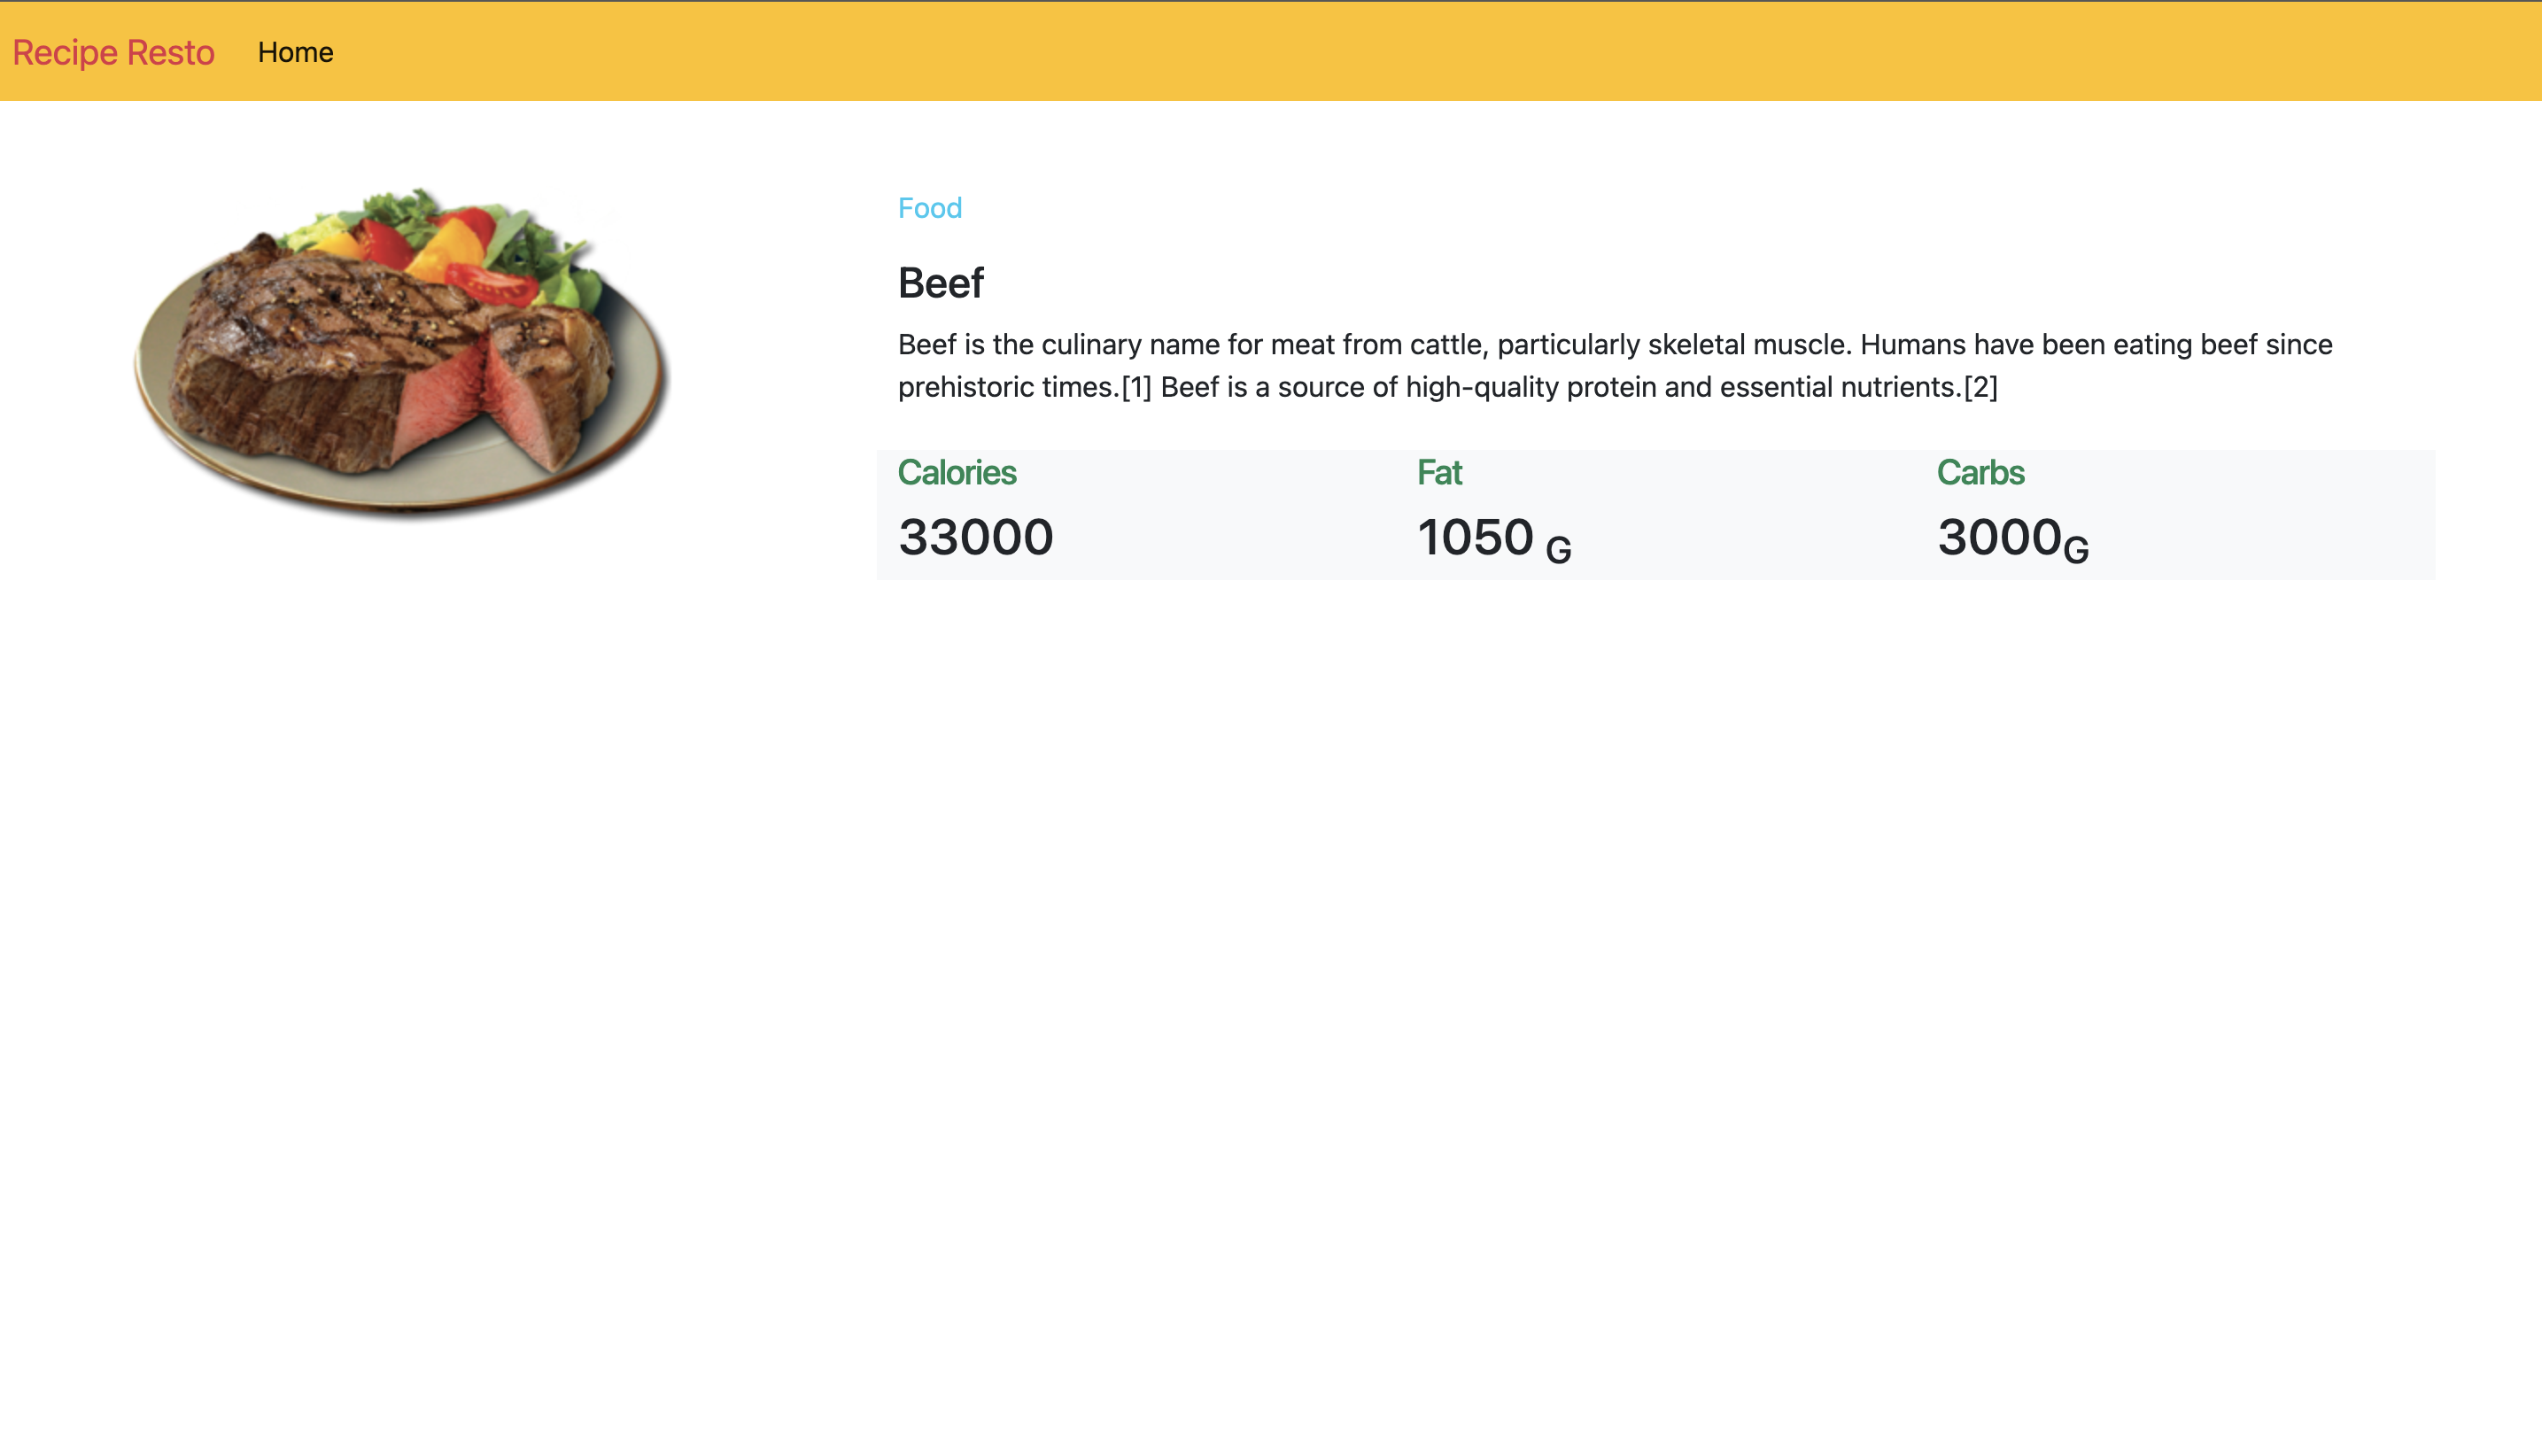 Recipe Resto Home
Food
Beef
Beef is the culinary name for meat from cattle, particularly skeletal muscle. Humans have been eating beef since
prehistoric times.[1] Beef is a source of high-quality protein and essential nutrients.[2]
Calories Fat Carbs
33000 1050 G 3000G